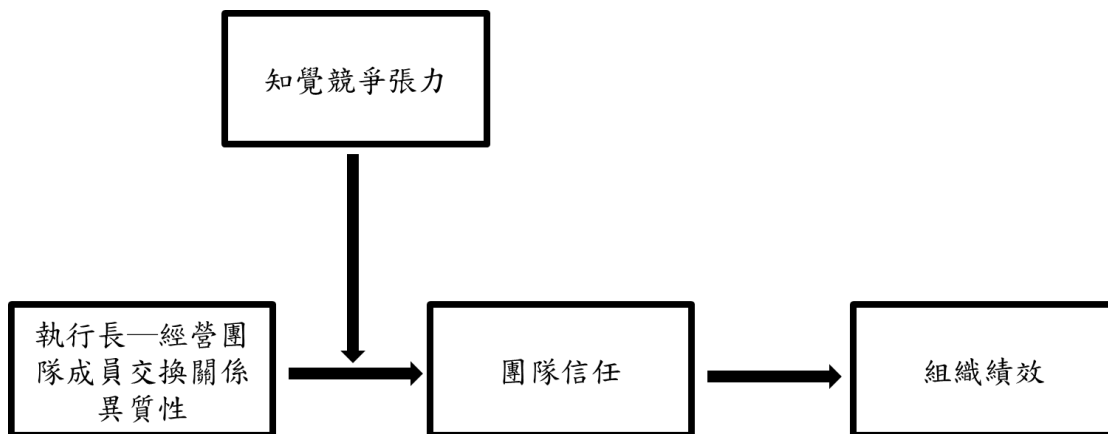 知覺競爭張力
執行長—經營團
隊成員交換關係
異質性
團隊信任
組織績效